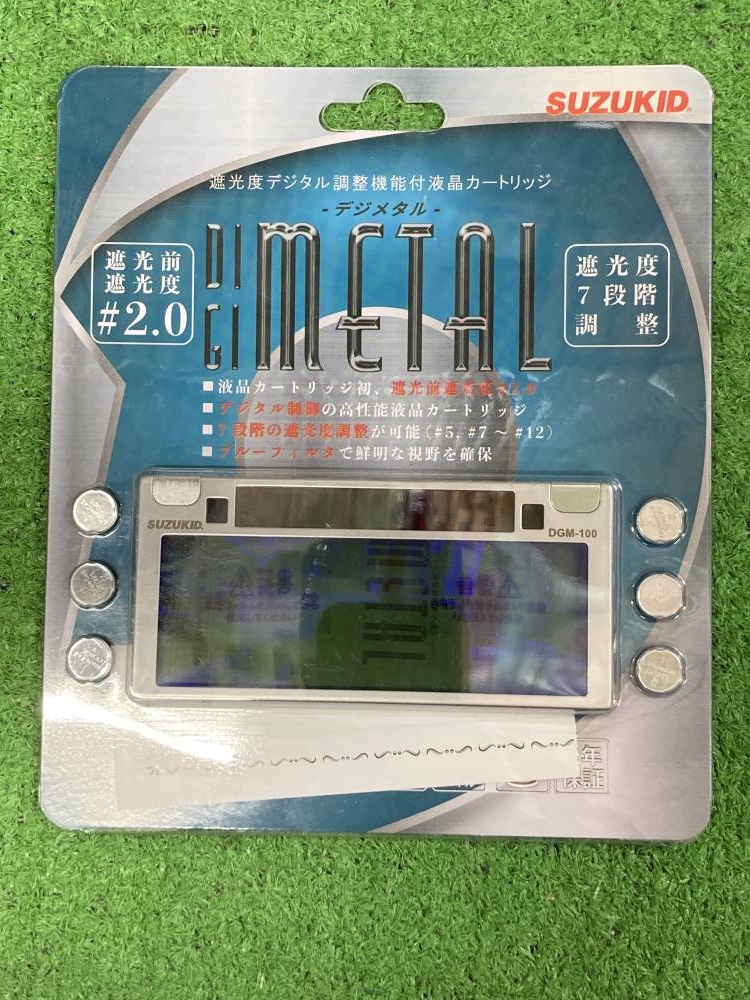 SUZUKID
遮光度デジタル調整機能付液晶カートリッジ
-デジメタル-
DIGI METAL
遮光前
遮光度
#2.0
遮光度
7段階
調整
■液晶カートリッジ初、遮光前遮光度#2.0
■デジタル制御の高性能液晶カートリッジ
■7段階の遮光度調整が可能(#5, #7 ~ #12)
■ブルーフィルタで鮮明な視野を確保
SUZUKID
DGM-100
年
保証